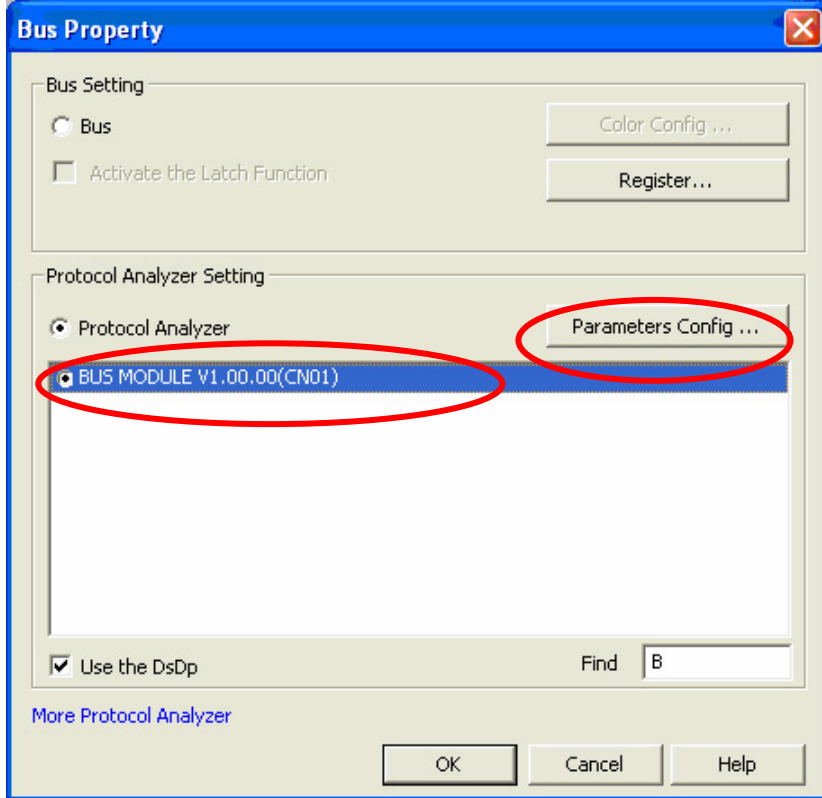 Bus Property
Bus Setting
Bus
Color Config ...
Activate the Latch Function
Register...
Protocol Analyzer Setting
Protocol Analyzer
Parameters Config ...
BUS MODULE V1.00.00(CN01)
Use the DsDp
Find
B
More Protocol Analyzer
OK
Cancel
Help